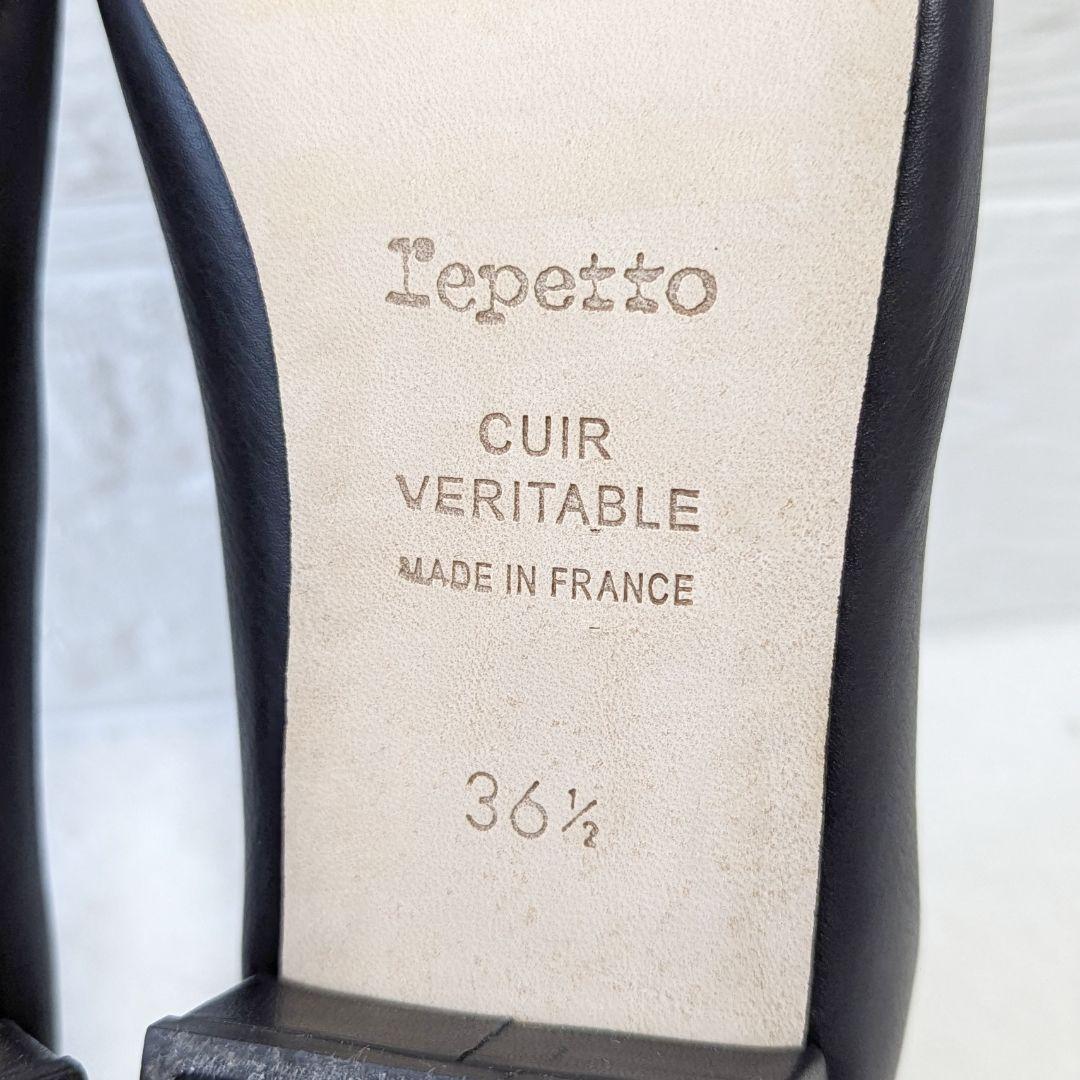 repetto
CUIR
VERITABLE
MADE IN FRANCE
36½